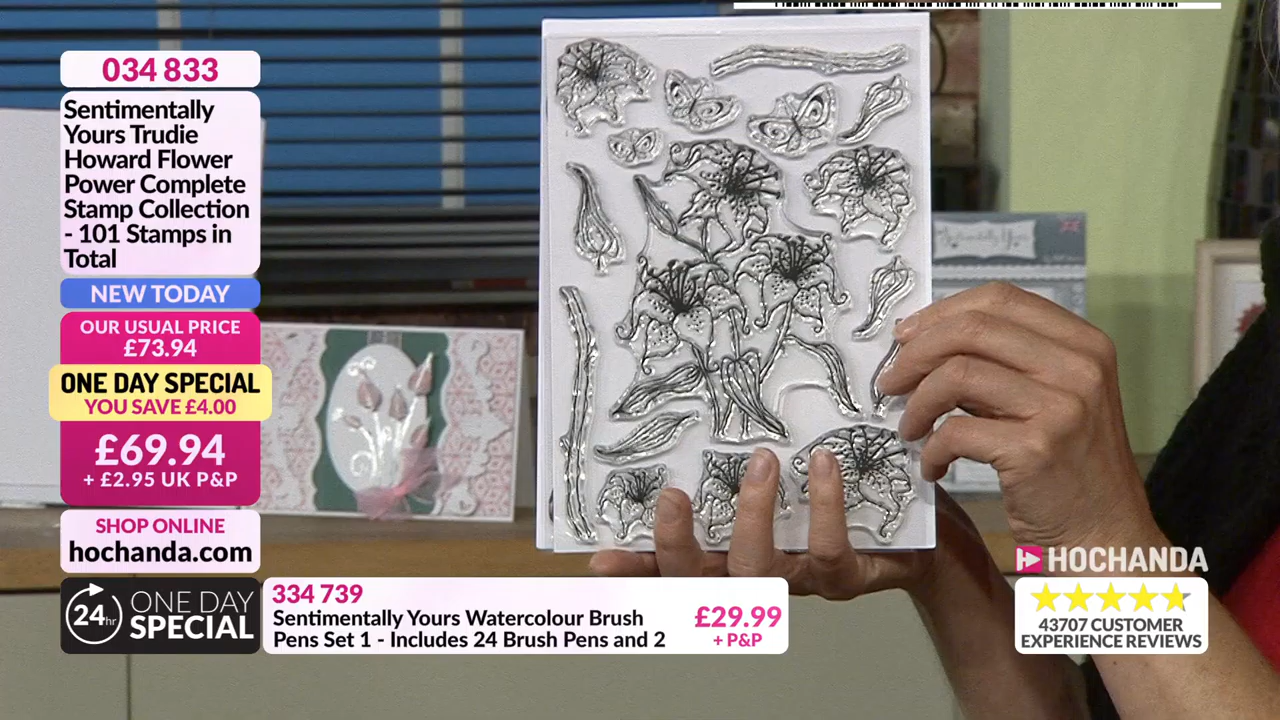 034 833
Sentimentally
Yours Trudie
Howard Flower
Power Complete
Stamp Collection
- 101 Stamps in
Total
NEW TODAY
OUR USUAL PRICE
£73.94
ONE DAY SPECIAL
YOU SAVE £4.00
£69.94
+ £2.95 UK P&P
SHOP ONLINE
hochanda.com
24hr
ONE DAY
SPECIAL
334 739
Sentimentally Yours Watercolour Brush
Pens Set 1 - Includes 24 Brush Pens and 2
£29.99
+ P&P
HOCHANDA
43707 CUSTOMER
EXPERIENCE REVIEWS